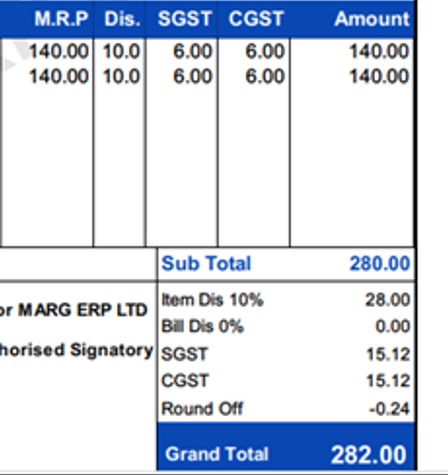 M.R.P Dis. SGST CGST Amount
140.00 10.0 6.00 6.00 140.00
140.00 10.0 6.00 6.00 140.00
Sub Total 280.00
Item Dis 10% 28.00
or MARG ERP LTD
Bill Dis 0% 0.00
horised Signatory SGST 15.12
CGST 15.12
Round Off -0.24
Grand Total 282.00